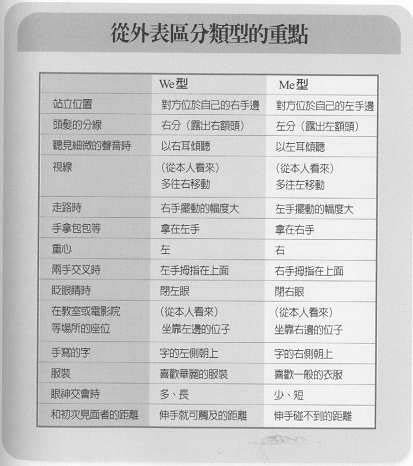 從外表區分類型的重點
We型 Me型
站立位置 對方位於自己的右手邊 對方位於自己的左手邊
頭髮的分線 右分（露出右額頭） 左分（露出左額頭）
聽見細微的聲音時 以右耳傾聽 以左耳傾聽
視線 （從本人看來） （從本人看來）
多往右移動 多往左移動
走路時 右手擺動的幅度大 左手擺動的幅度大
手拿包包等 拿在左手 拿在右手
重心 左 右
兩手交叉時 左手拇指在上面 右手拇指在上面
眨眼睛時 閉左眼 閉右眼
在教室或電影院 （從本人看來） （從本人看來）
等場所的座位 坐靠左邊的位子 坐靠右邊的位子
手寫的字 字的左側朝上 字的右側朝上
服裝 喜歡華麗的服裝 喜歡一般的衣服
眼神交會時 多、長 少、短
和初次見面者的距離 伸手就可觸及的距離 伸手碰不到的距離